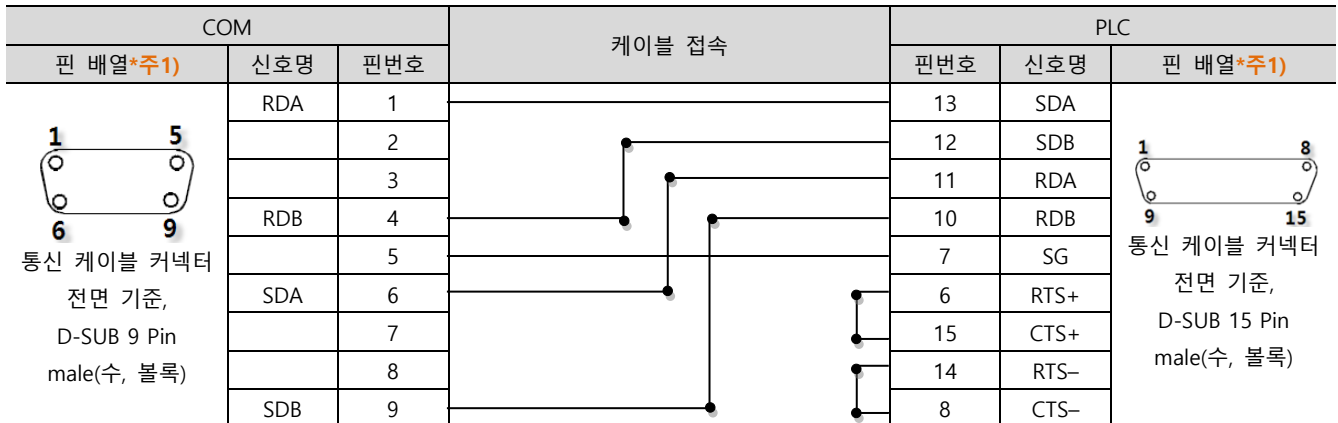 COM 케이블 접속 PLC
핀 배열*주1) 신호명 핀번호 핀번호 신호명 핀 배열*주1)
RDA 1 13 SDA
2 12 SDB
3 11 RDA
RDB 4 10 RDB
5 7 SG
SDA 6 6 RTS+
7 15 CTS+
8 14 RTS–
SDB 9 8 CTS–
1 5
6 9
통신 케이블 커넥터
전면 기준,
D-SUB 9 Pin
male(수, 볼록)
1 8
9 15
통신 케이블 커넥터
전면 기준,
D-SUB 15 Pin
male(수, 볼록)